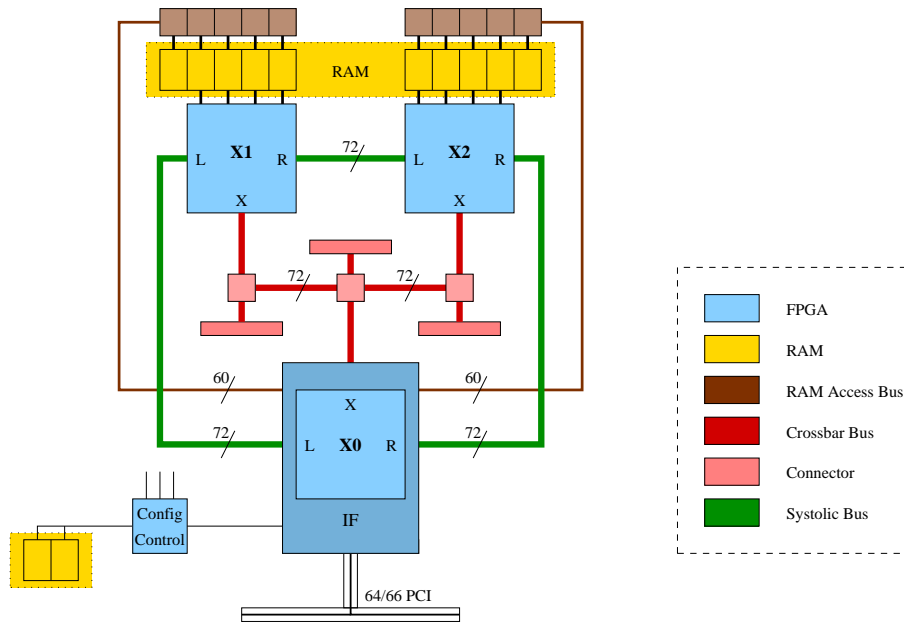 RAM
X1
X2
L
R
72
L
R
X
X
72
72
FPGA
RAM
RAM Access Bus
Crossbar Bus
Connector
Systolic Bus
60
60
X
72
L
X0
R
72
Config
Control
IF
64/66 PCI